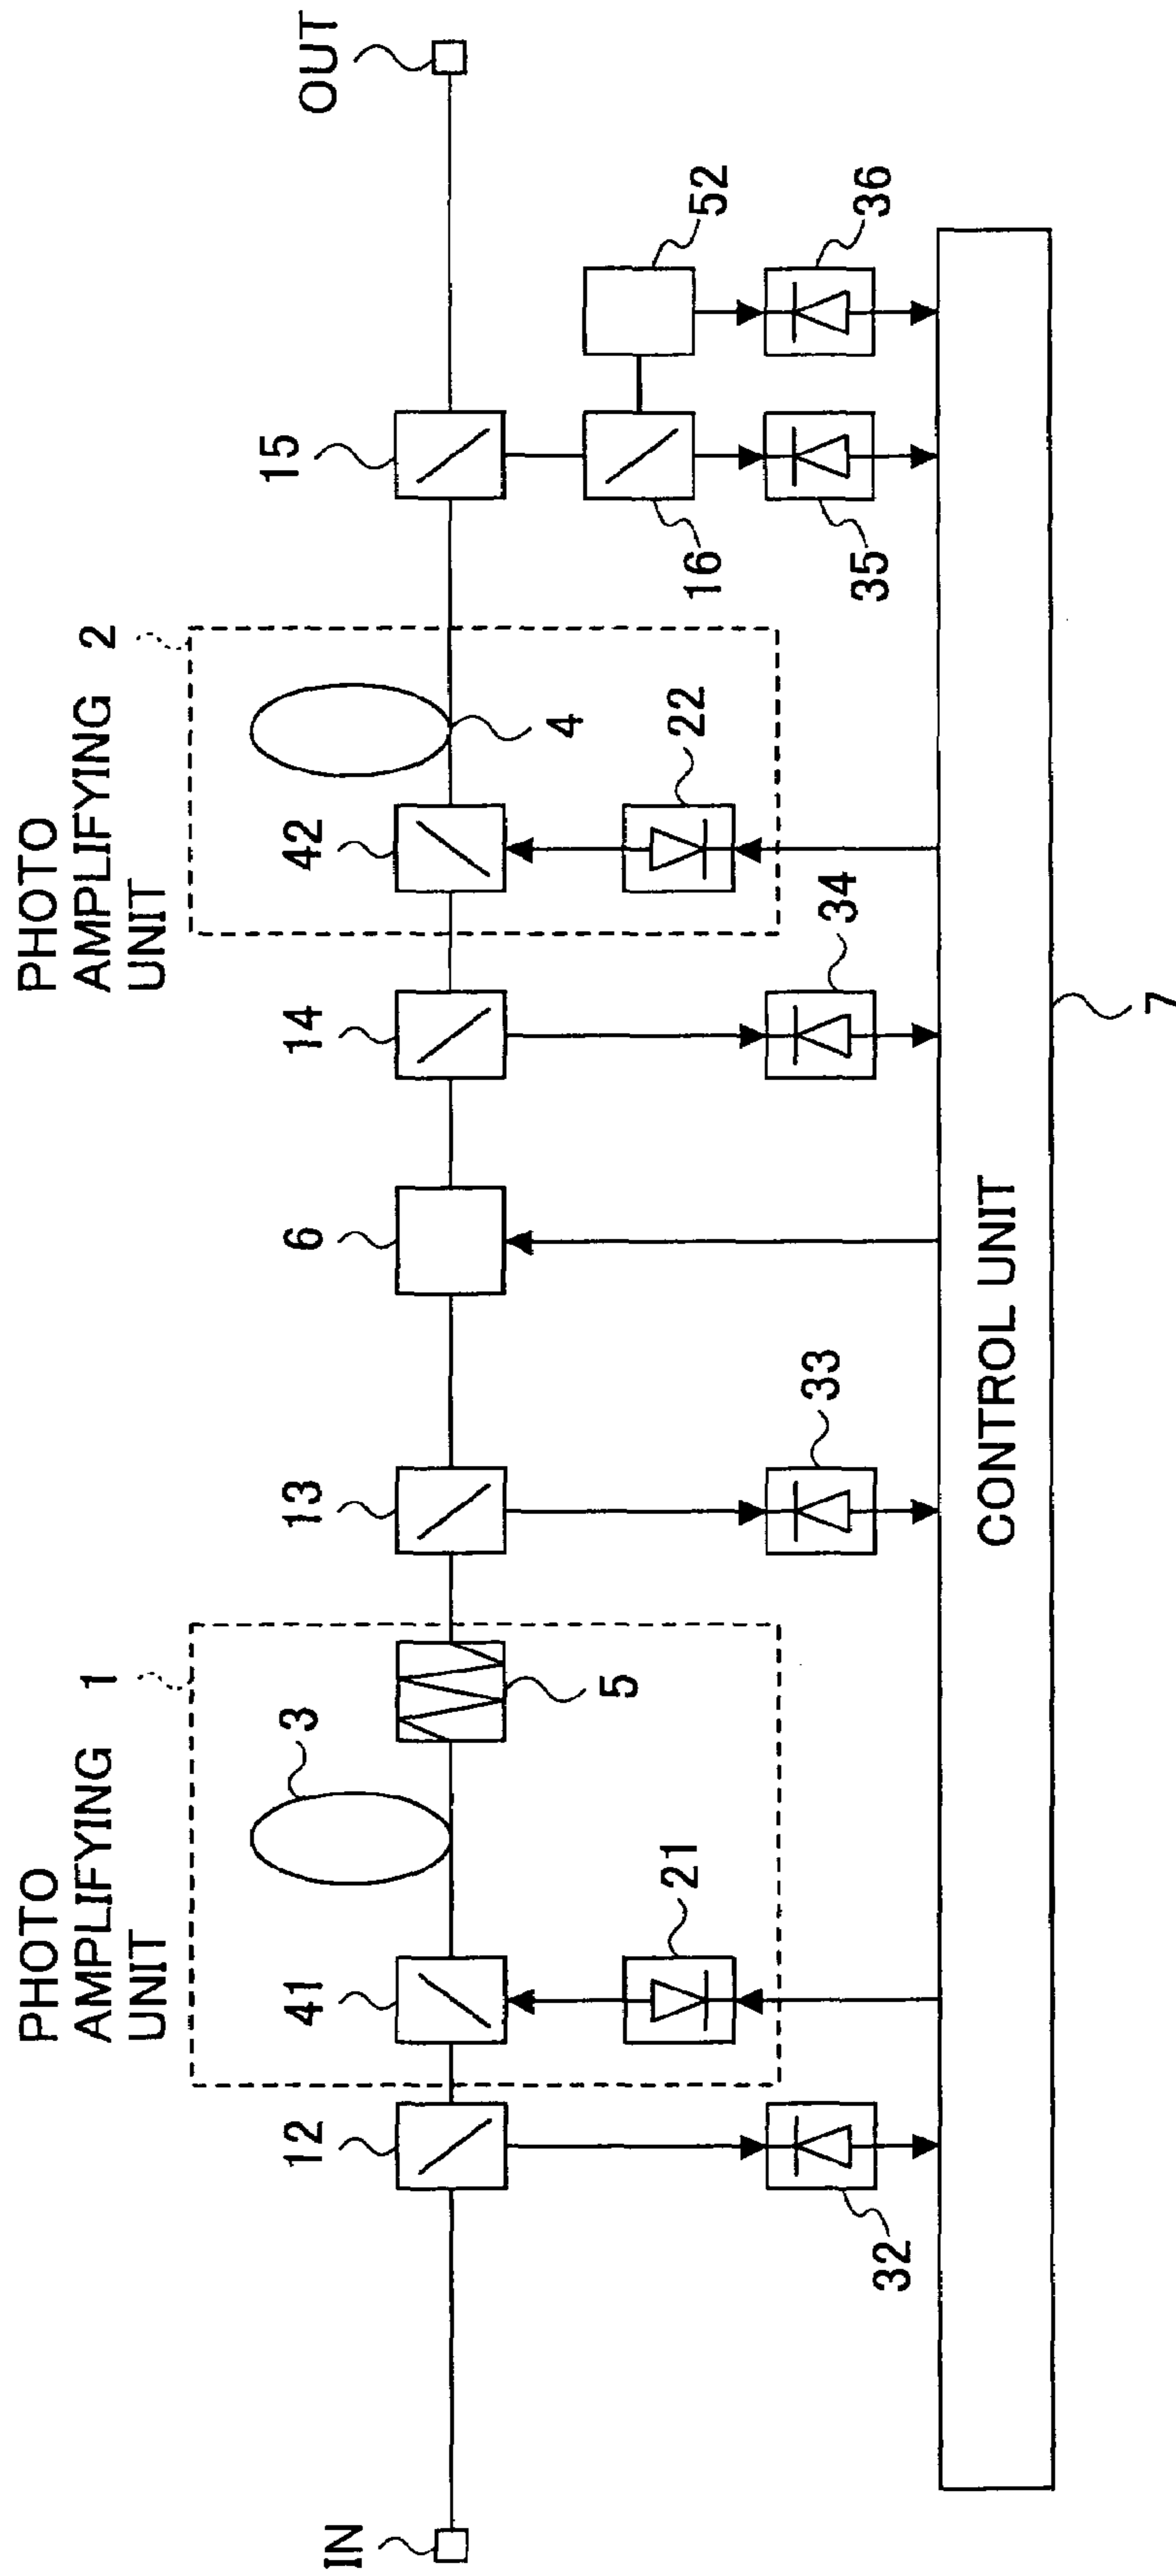 PHOTO
AMPLIFYING 1
UNIT
PHOTO
AMPLIFYING 2
UNIT
IN
12
41
3
5
13
6
14
42
4
15
OUT
21
22
16
52
32
33
34
35
36
CONTROL UNIT
7